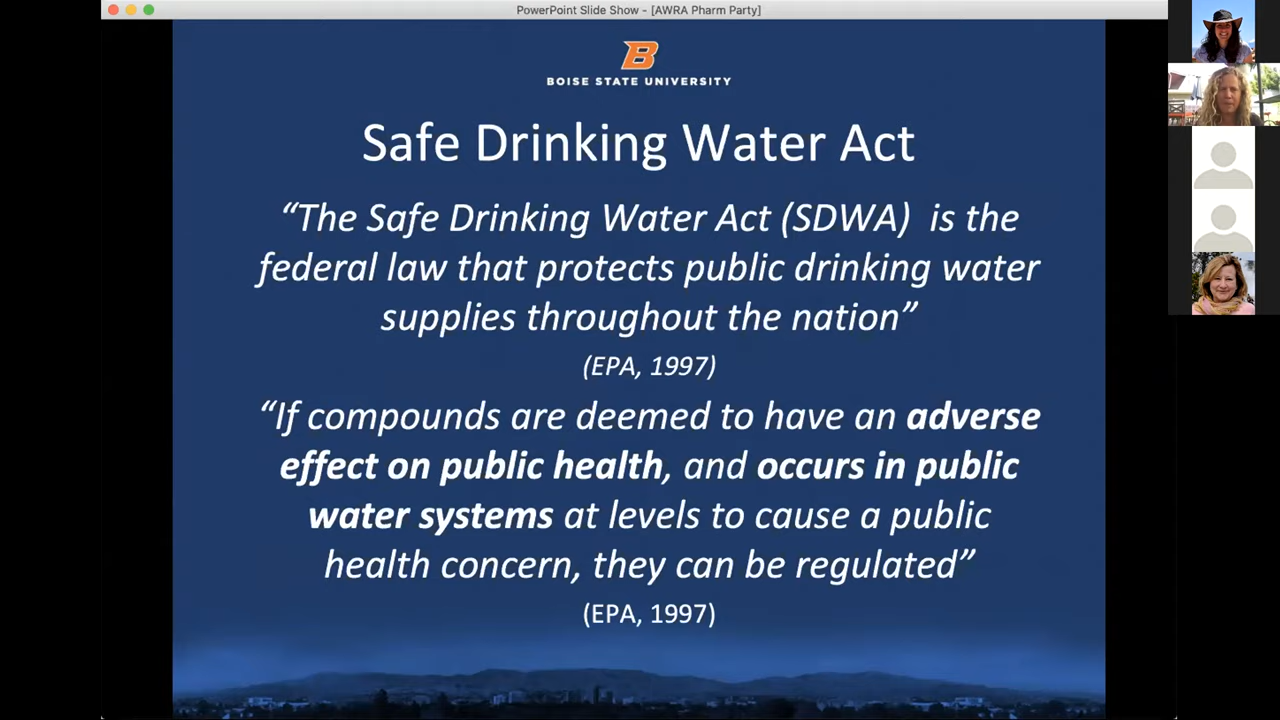 PowerPoint Slide Show - [AWRA Pharm Party]
B
BOISE STATE UNIVERSITY
Safe Drinking Water Act
“The Safe Drinking Water Act (SDWA) is the
federal law that protects public drinking water
supplies throughout the nation”
(EPA, 1997)
“If compounds are deemed to have an adverse
effect on public health, and occurs in public
water systems at levels to cause a public
health concern, they can be regulated”
(EPA, 1997)